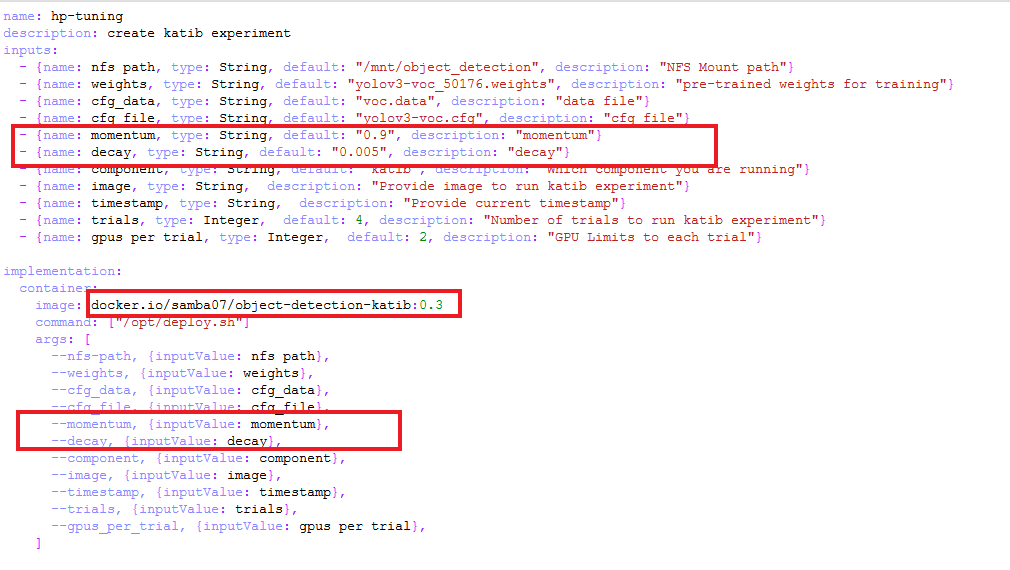 name: hp-tuning
description: create katib experiment
inputs:
- {name: nfs path, type: String, default: "/mnt/object_detection", description: "NFS Mount path"}
- {name: weights, type: String, default: "yolov3-voc_50176.weights", description: "pre-trained weights for training"}
- {name: cfg_data, type: String, default: "voc.data", description: "data file"}
- {name: cfg_file, type: String, default: "yolov3-voc.cfg", description: "cfg file"}
- {name: momentum, type: String, default: "0.9", description: "momentum"}
- {name: decay, type: String, default: "0.005", description: "decay"}
- {name: component, type: String, default: "katib", description: "Which component you are running"}
- {name: image, type: String,  description: "Provide image to run katib experiment"}
- {name: timestamp, type: String,  description: "Provide current timestamp"}
- {name: trials, type: Integer,  default: 4, description: "Number of trials to run katib experiment"}
- {name: gpus per trial, type: Integer,  default: 2, description: "GPU Limits to each trial"}
implementation:
container:
image: docker.io/samba07/object-detection-katib:0.3
command: ["/opt/deploy.sh"]
args: [
--nfs-path, {inputValue: nfs path},
--weights, {inputValue: weights},
--cfg_data, {inputValue: cfg_data},
--cfg_file, {inputValue: cfg_file},
--momentum, {inputValue: momentum},
--decay, {inputValue: decay},
--component, {inputValue: component},
--image, {inputValue: image},
--timestamp, {inputValue: timestamp},
--trials, {inputValue: trials},
--gpus_per_trial, {inputValue: gpus per trial},
]